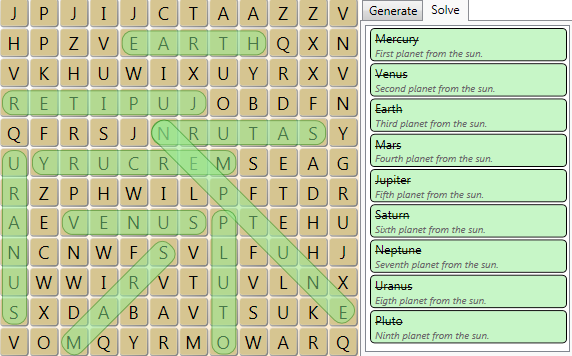 J P J I J C T A A Z Z V
H P Z V E A R T H Q X N
V K H U W I X U Y R X V
R E T I P U J O B D F N
Q F R S J N R U T A S Y
U Y R U C R E M S E A G
R Z P H W I L P F T D R
A E V E N U S P T E H U
N C N W F S V L F U H J
U W W I R V T U V L N X
S X D A B A V T S U K E
V O M Q Y R M O W A R Q
Generate Solve
Mercury
First planet from the sun.
Venus
Second planet from the sun.
Earth
Third planet from the sun.
Mars
Fourth planet from the sun.
Jupiter
Fifth planet from the sun.
Saturn
Sixth planet from the sun.
Neptune
Seventh planet from the sun.
Uranus
Eigth planet from the sun.
Pluto
Ninth planet from the sun.